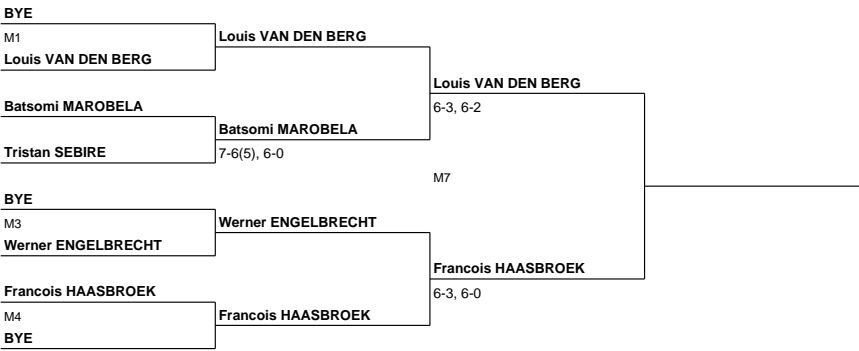 BYE
M1
Louis VAN DEN BERG
Louis VAN DEN BERG
Batsomi MAROBELA
Tristan SEBIRE
Batsomi MAROBELA
7-6(5), 6-0
Louis VAN DEN BERG
6-3, 6-2
M7
BYE
M3
Werner ENGELBRECHT
Werner ENGELBRECHT
Francois HAASBROEK
M4
BYE
Francois HAASBROEK
Francois HAASBROEK
6-3, 6-0